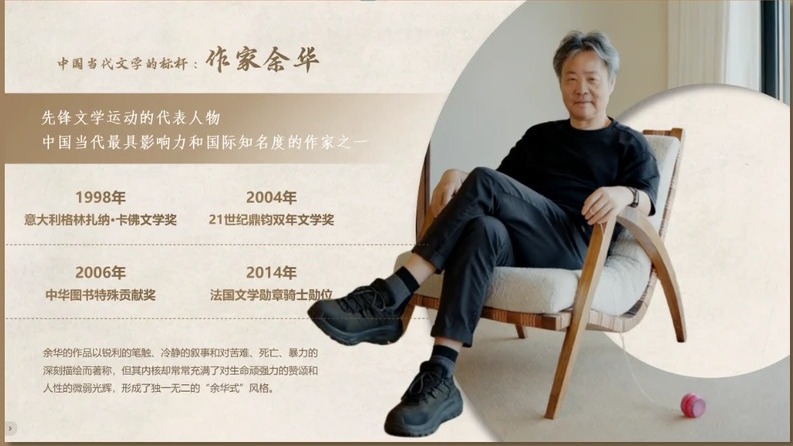 中国当代文学的标杆：作家余华
先锋文学运动的代表人物
中国当代最具影响力和国际知名度的作家之一
1998年
意大利格林扎纳·卡佛文学奖
2004年
21世纪鼎钧双年文学奖
2006年
中华图书特殊贡献奖
2014年
法国文学勋章骑士勋位
余华的作品以锐利的笔触、冷静的叙事和对苦难、死亡、暴力的
深刻描绘而著称，但其内核却常常充满了对生命顽强力的赞颂和
人性的微弱光辉，形成了独一无二的“余华式”风格。